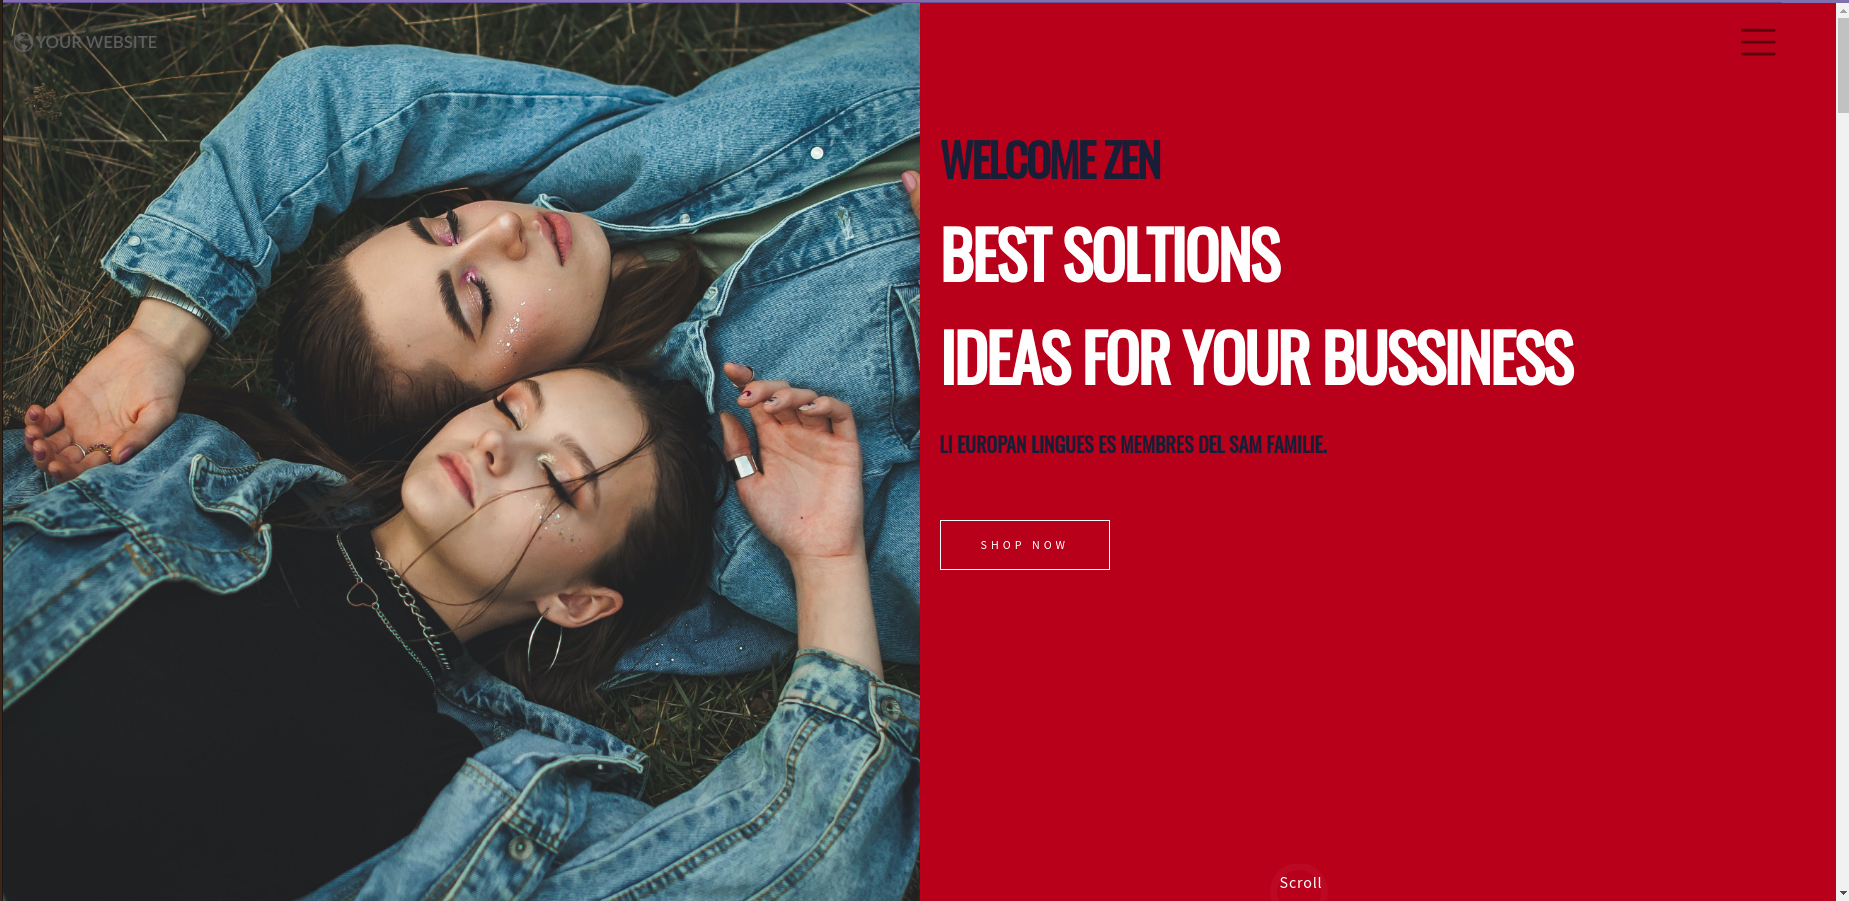 YOUR WEBSITE
WELCOME ZEN
BEST SOLTIONS
IDEAS FOR YOUR BUSSINESS
LI EUROPAN LINGUES ES MEMBRES DEL SAM FAMILIE.
SHOP NOW
Scroll